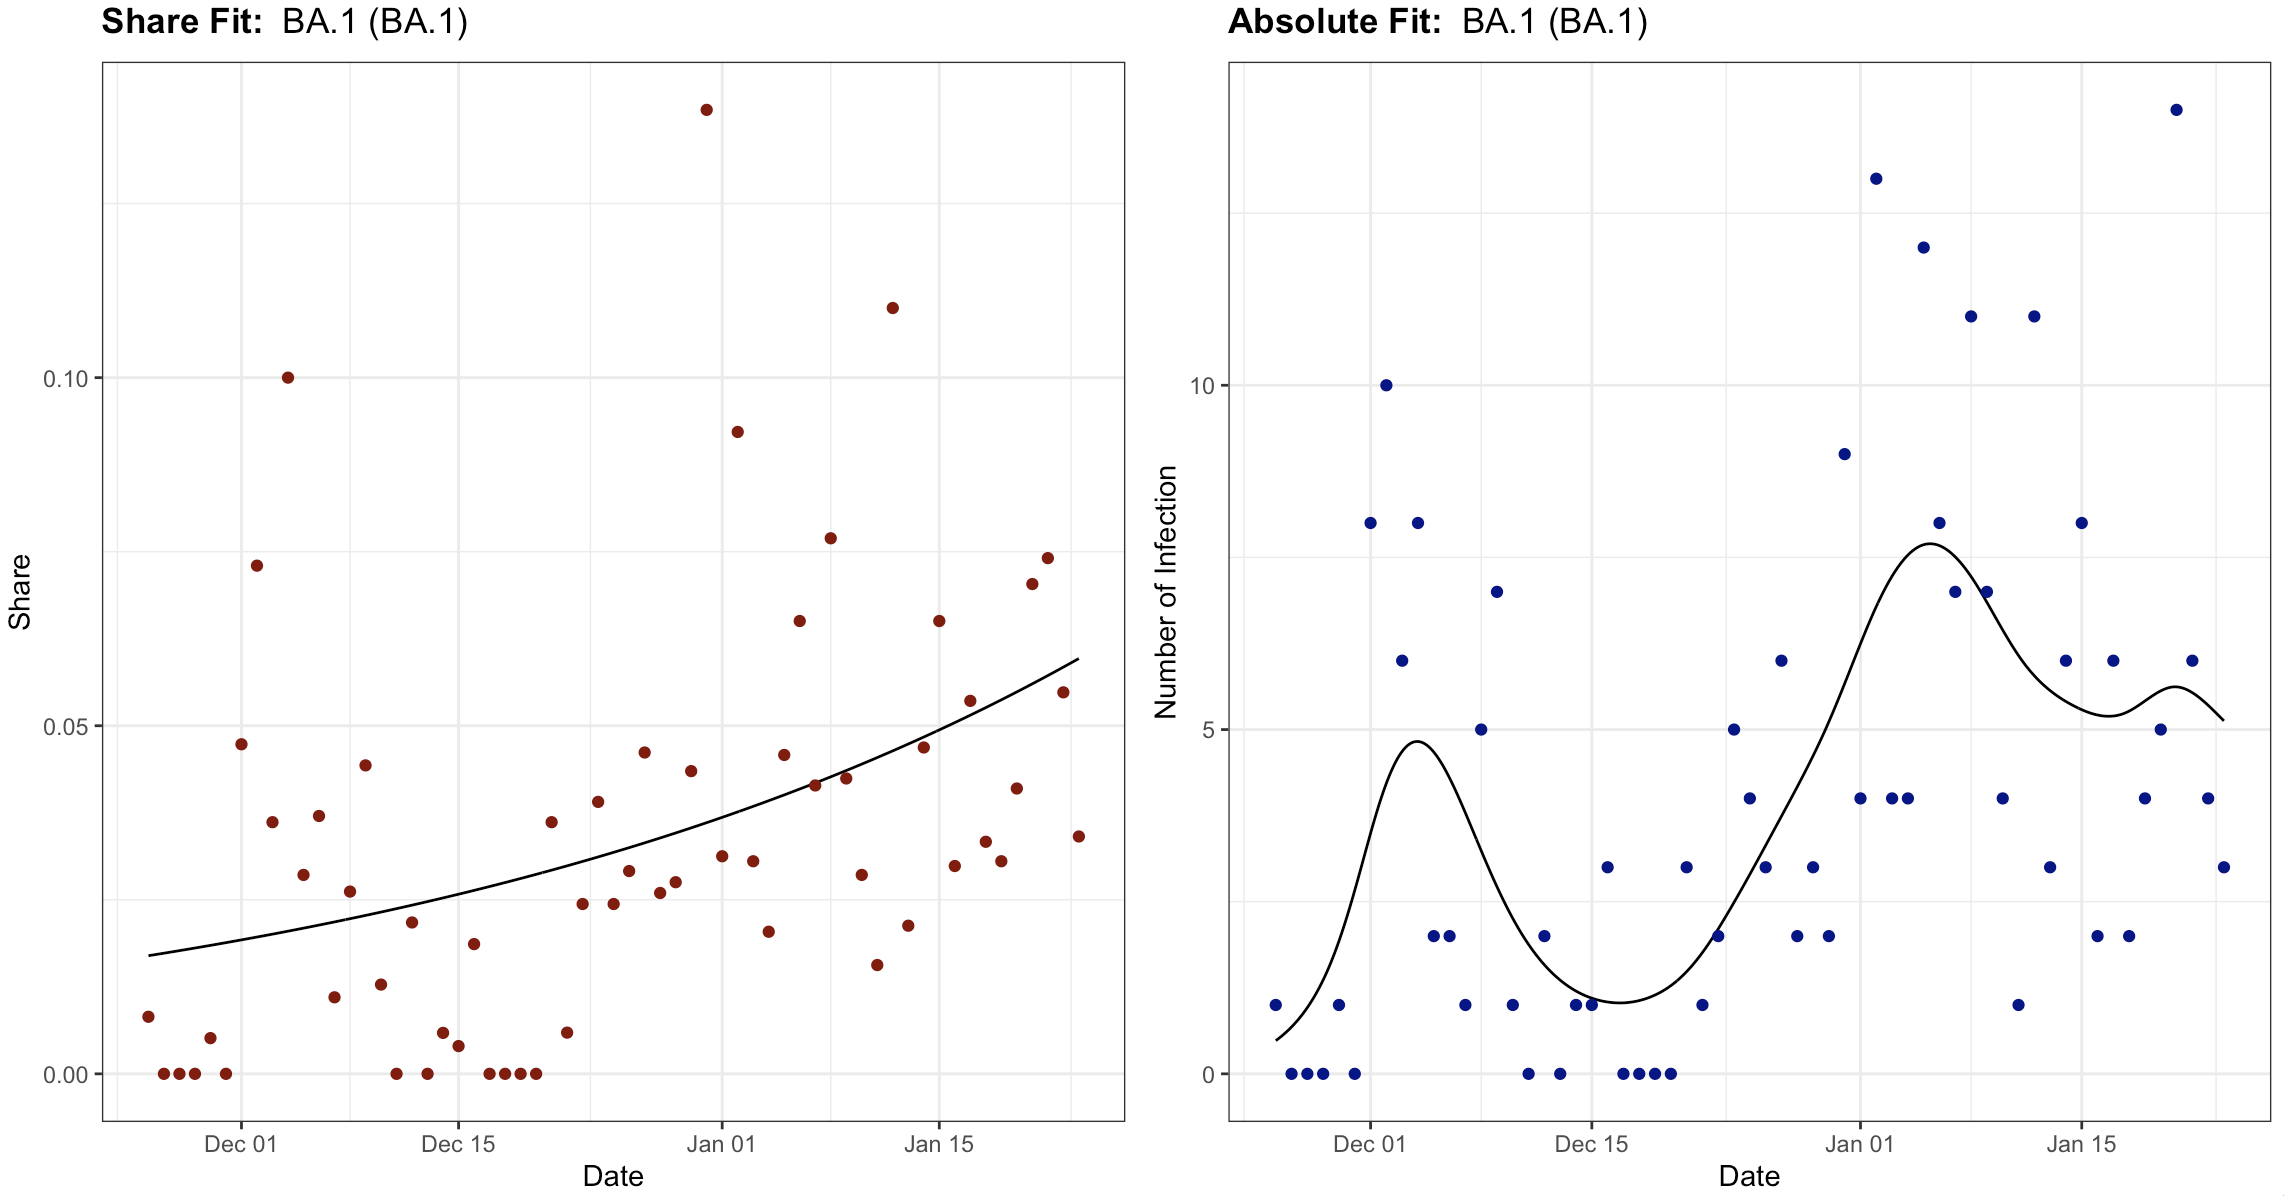 Share Fit: BA.1 (BA.1)
Share
0.10
0.05
0.00
Dec 01 Dec 15 Jan 01 Jan 15
Date
Absolute Fit: BA.1 (BA.1)
Number of Infection
10
5
0
Dec 01 Dec 15 Jan 01 Jan 15
Date